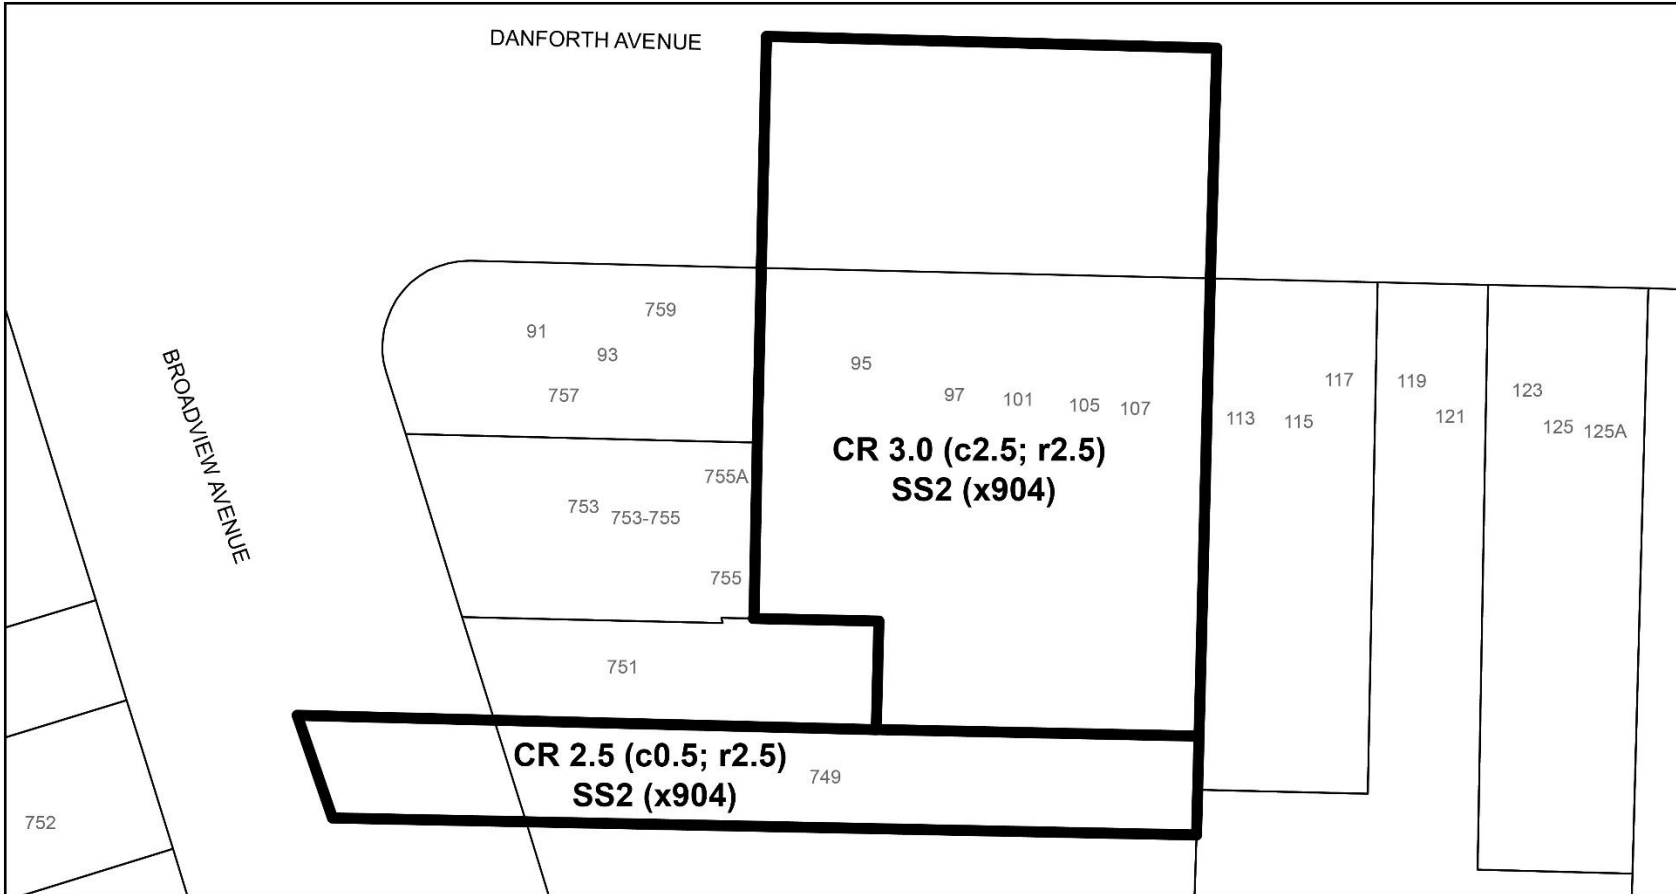 DANFORTH AVENUE
BROADVIEW AVENUE
759
91
93
757
755A
753
753-755
755
751
95
97
101
105
107
CR 3.0 (c2.5; r2.5)
SS2 (x904)
113
115
117
119
121
123
125
125A
CR 2.5 (c0.5; r2.5)
SS2 (x904)
749
752